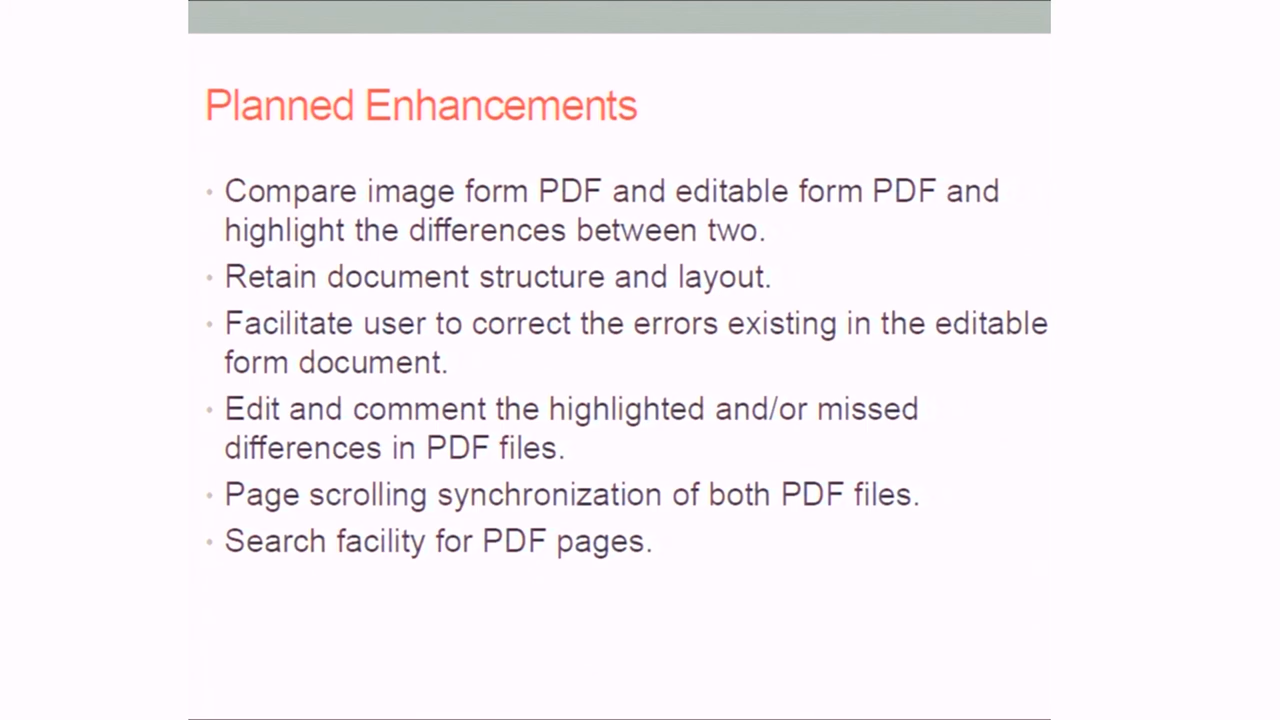 Planned Enhancements
• Compare image form PDF and editable form PDF and
highlight the differences between two.
• Retain document structure and layout.
• Facilitate user to correct the errors existing in the editable
form document.
• Edit and comment the highlighted and/or missed
differences in PDF files.
• Page scrolling synchronization of both PDF files.
• Search facility for PDF pages.